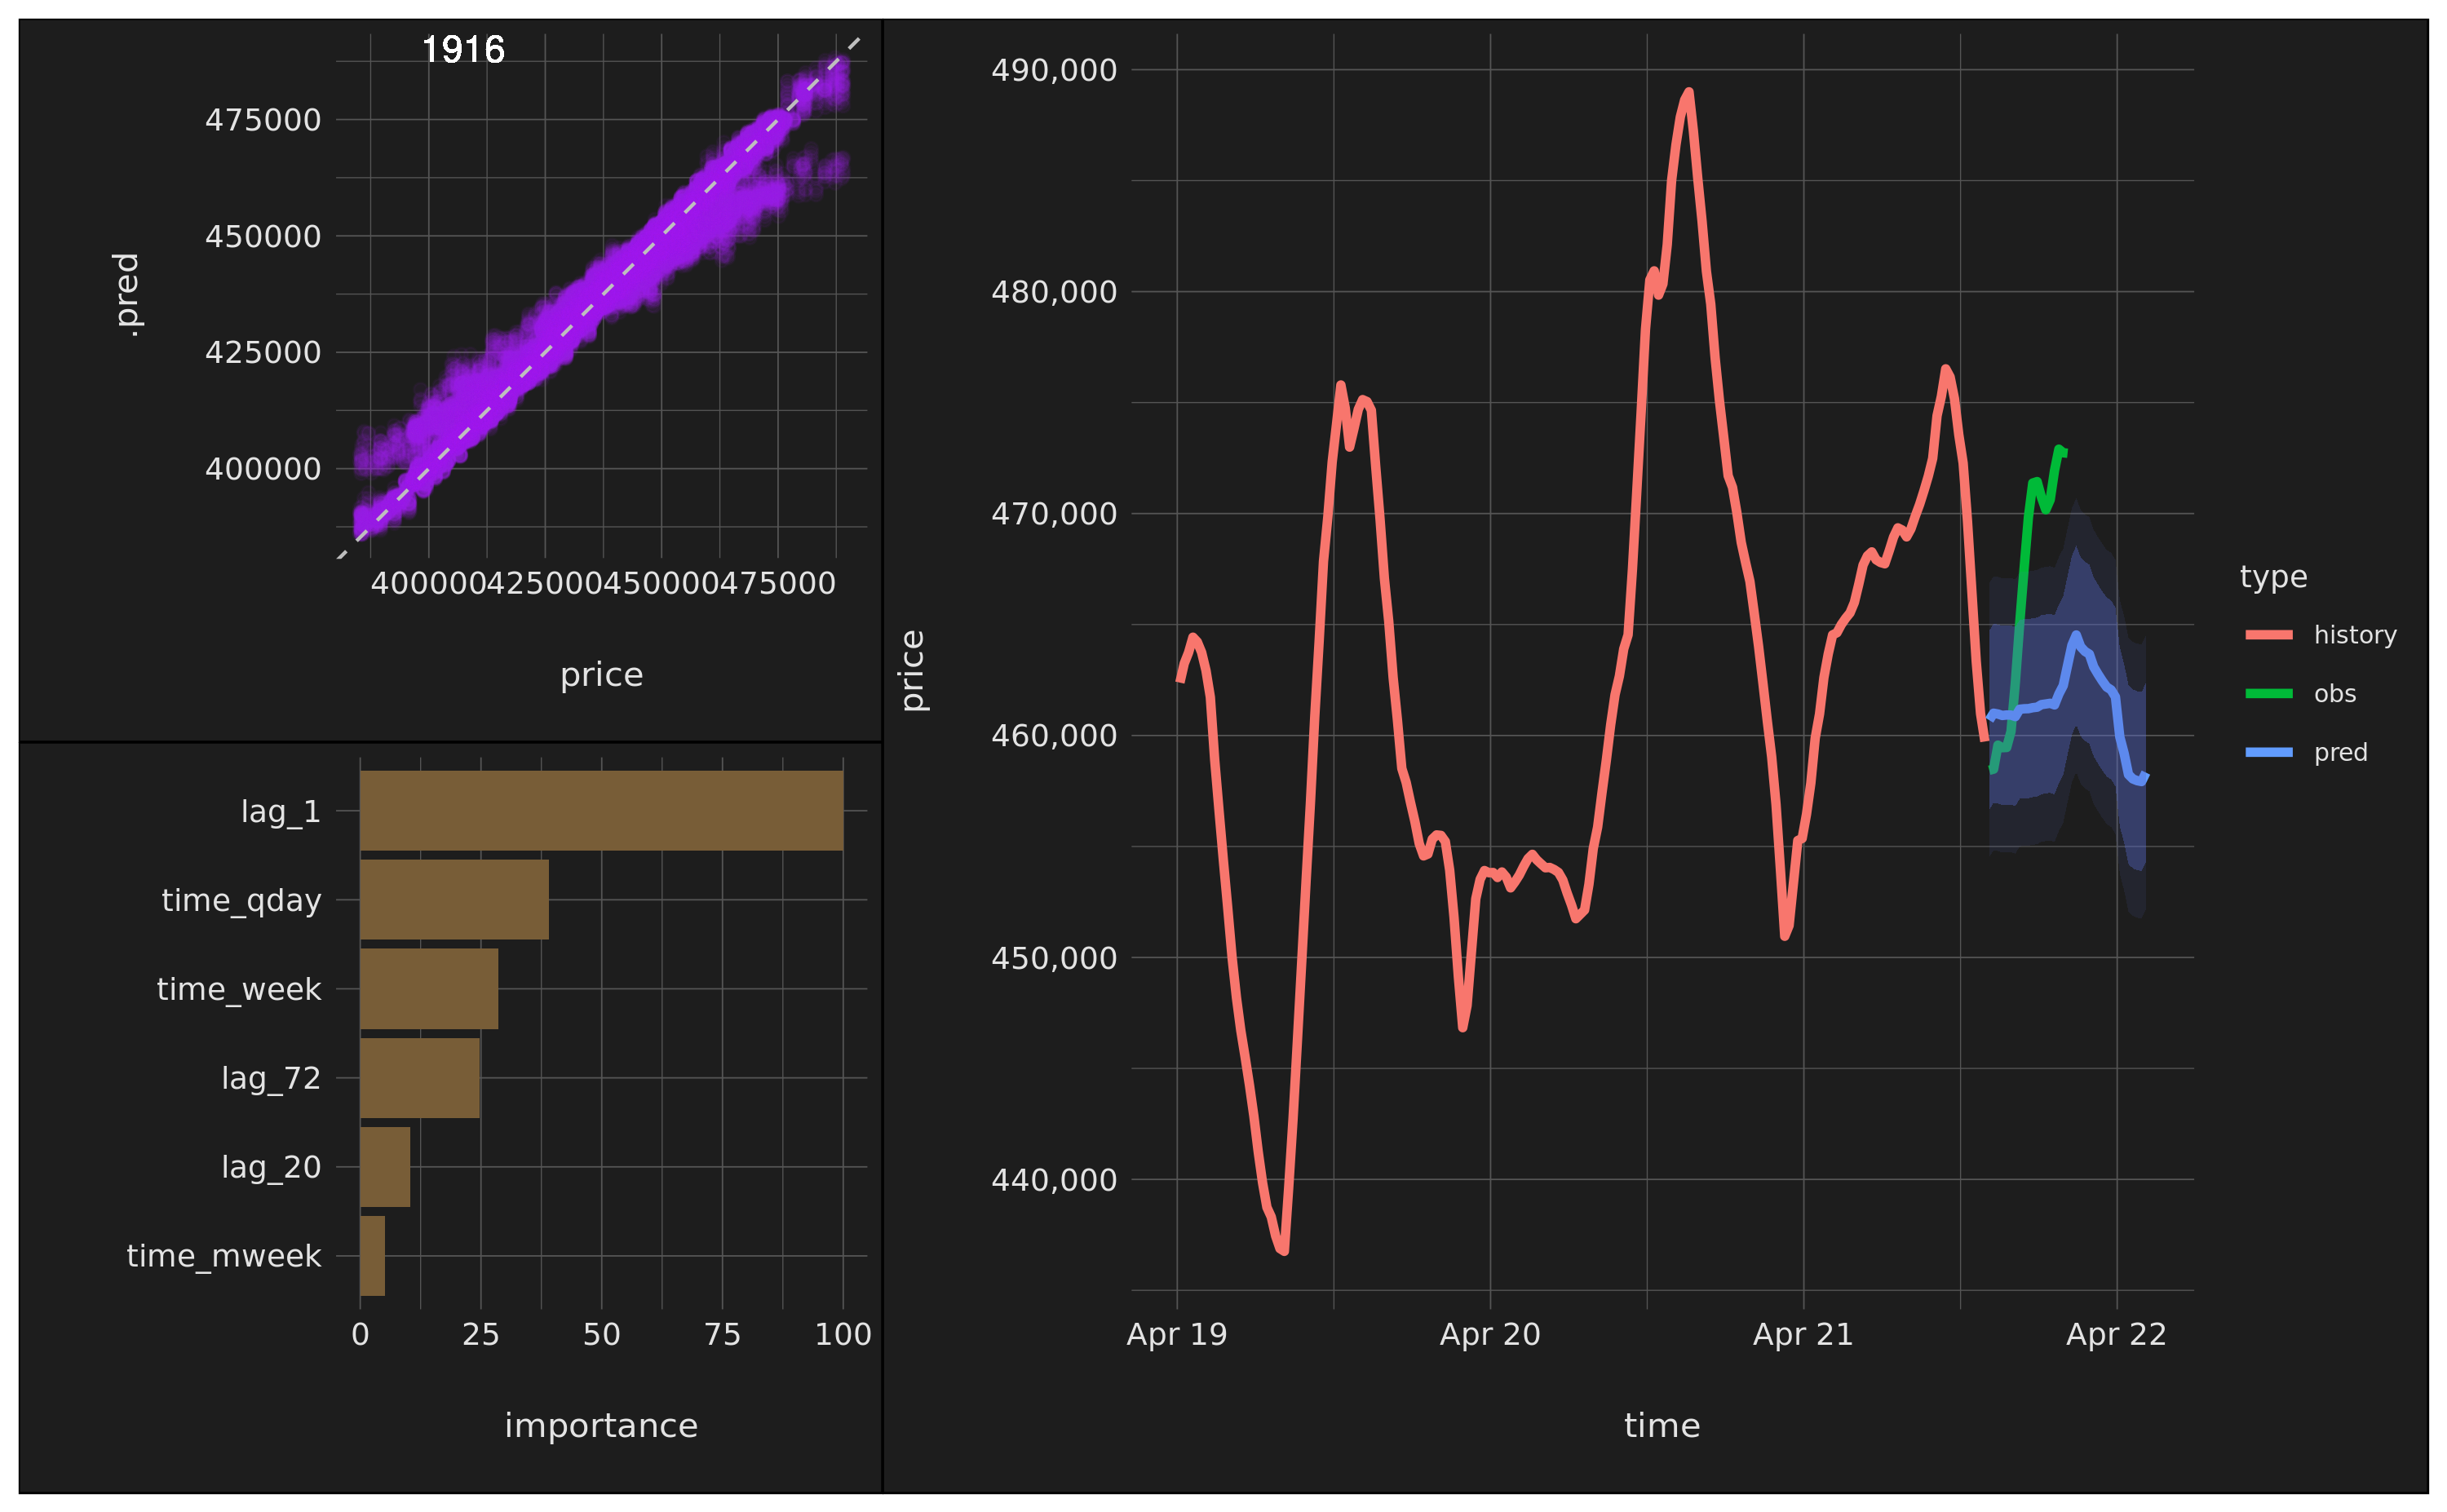 1916
475000
450000
425000
400000
.pred
400000425000450000475000
price
lag_1
time_qday
time_week
lag_72
lag_20
time_mweek
0 25 50 75 100
importance
490,000
480,000
470,000
460,000
450,000
440,000
price
Apr 19 Apr 20 Apr 21 Apr 22
time
type
history
obs
pred